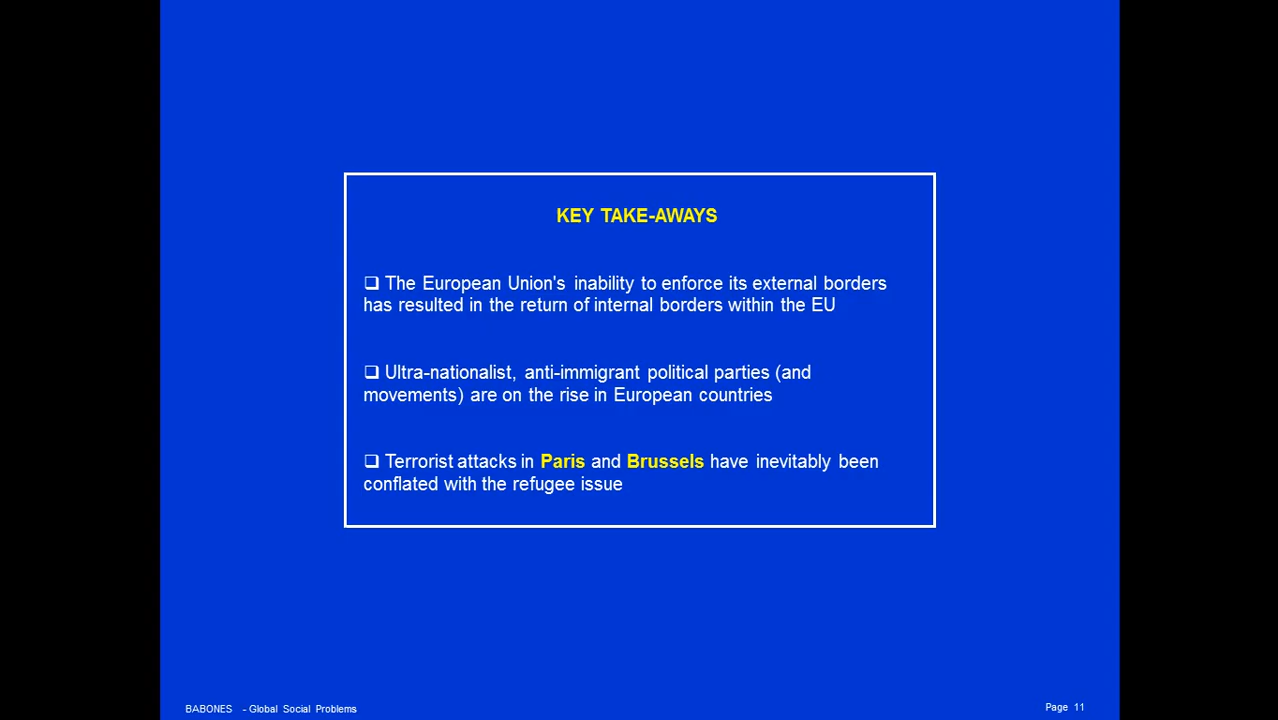 KEY TAKE-AWAYS
❑ The European Union's inability to enforce its external borders
has resulted in the return of internal borders within the EU
❑ Ultra-nationalist, anti-immigrant political parties (and
movements) are on the rise in European countries
❑ Terrorist attacks in Paris and Brussels have inevitably been
conflated with the refugee issue
BABONES - Global Social Problems
Page 11